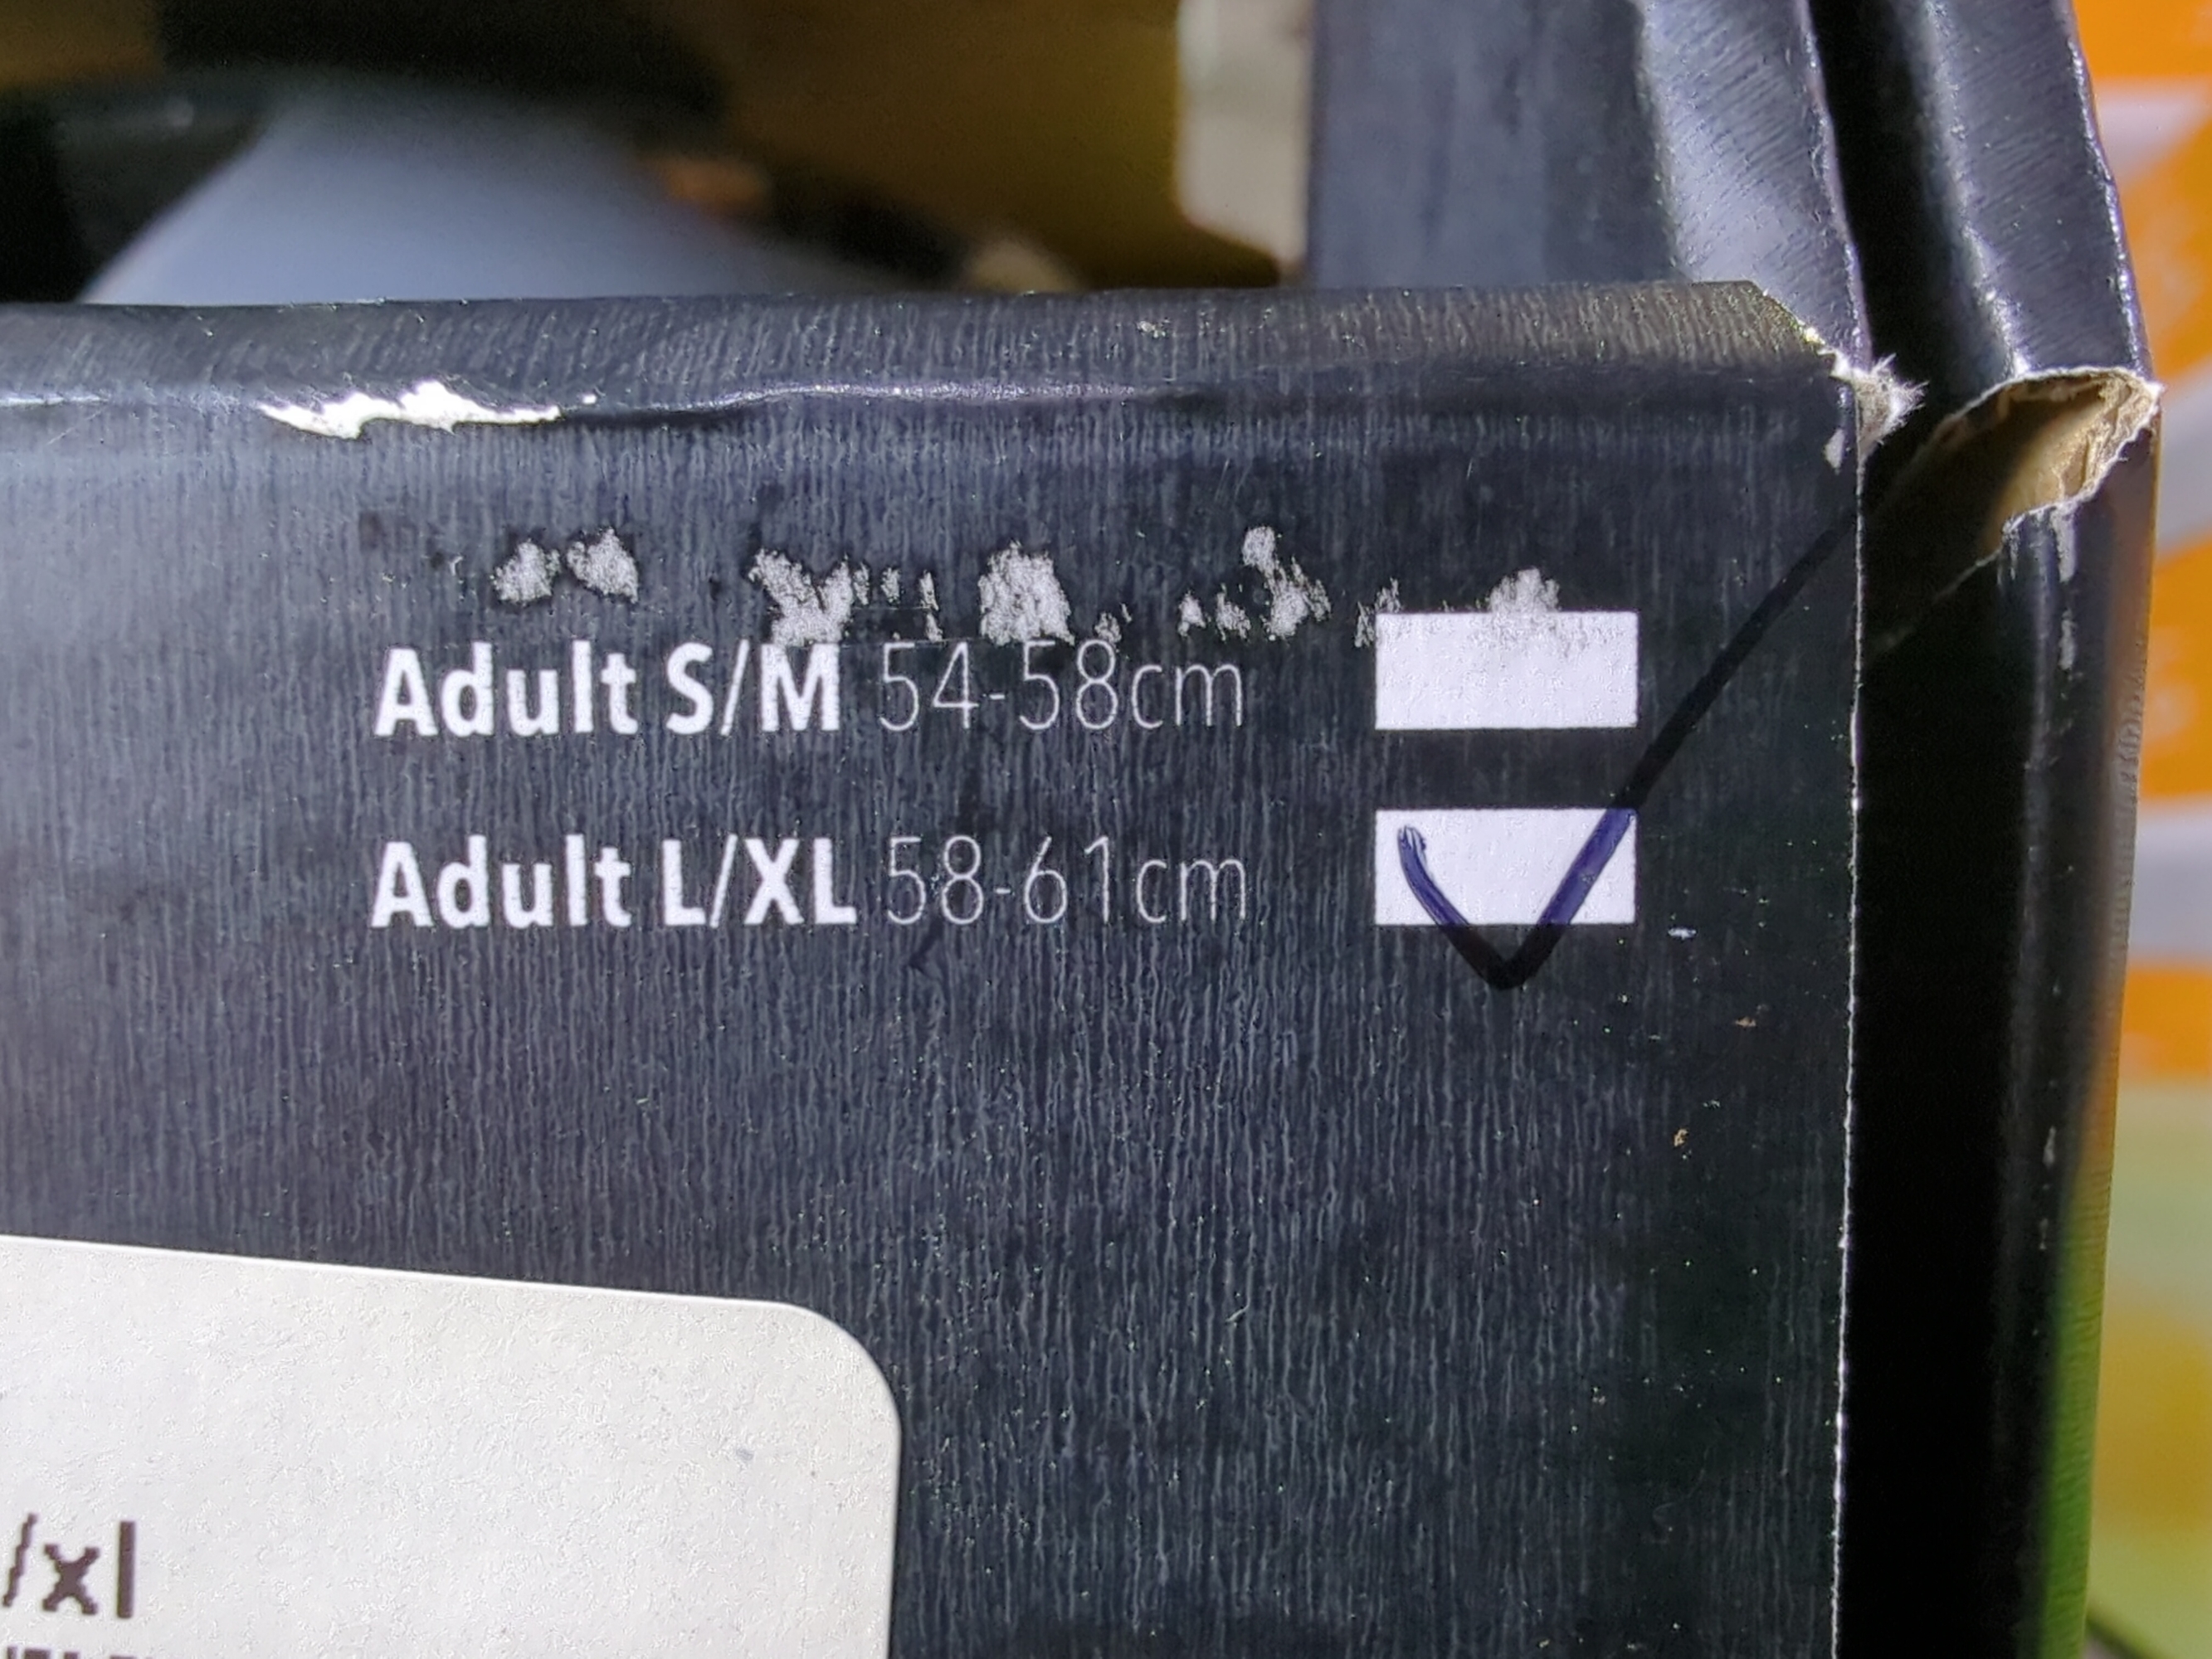 Adult S/M 54-58cm
Adult L/XL 58-61cm
/xl